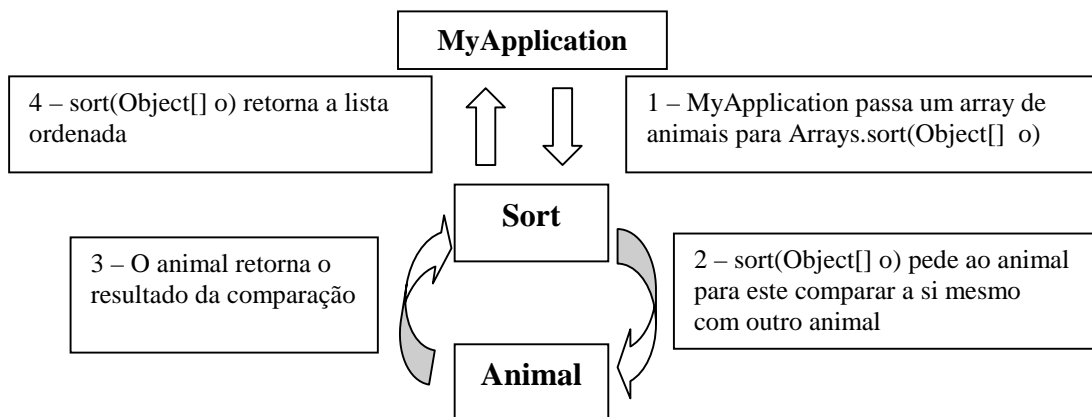 MyApplication
4 – sort(Object[] o) retorna a lista
ordenada
1 – MyApplication passa um array de
animais para Arrays.sort(Object[] o)
Sort
3 – O animal retorna o
resultado da comparação
2 – sort(Object[] o) pede ao animal
para este comparar a si mesmo
com outro animal
Animal